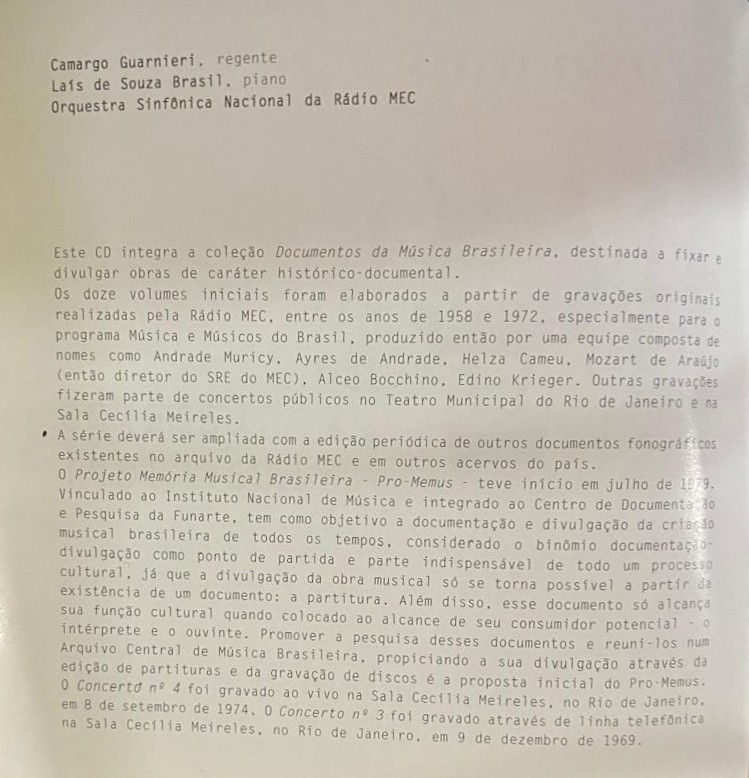 Camargo Guarnieri, regente
Laís de Souza Brasil, piano
Orquestra Sinfônica Nacional da Rádio MEC
Este CD integra a coleção Documentos da Música Brasileira, destinada a fixar e
divulgar obras de caráter histórico-documental.
Os doze volumes iniciais foram elaborados a partir de gravações originais
realizadas pela Rádio MEC, entre os anos de 1958 e 1972, especialmente para o
programa Música e Músicos do Brasil, produzido então por uma equipe composta de
nomes como Andrade Muricy, Ayres de Andrade, Helza Cameu, Mozart de Araújo
(então diretor do SRE do MEC), Alceo Bocchino, Edino Krieger. Outras gravações
fizeram parte de concertos públicos no Teatro Municipal do Rio de Janeiro e na
Sala Cecília Meireles.
A série deverá ser ampliada com a edição periódica de outros documentos fonográficos
existentes no arquivo da Rádio MEC e em outros acervos do país.
O Projeto Memória Musical Brasileira - Pro-Memus - teve início em julho de 1979.
Vinculado ao Instituto Nacional de Música e integrado ao Centro de Documentação
e Pesquisa da Funarte, tem como objetivo a documentação e divulgação da criação
musical brasileira de todos os tempos, considerado o binômio documentação-
divulgação como ponto de partida e parte indispensável de todo um processo
cultural, já que a divulgação da obra musical só se torna possível a partir da
existência de um documento: a partitura. Além disso, esse documento só alcança
sua função cultural quando colocado ao alcance de seu consumidor potencial - o
intérprete e o ouvinte. Promover a pesquisa desses documentos e reuní-los num
Arquivo Central de Música Brasileira, propiciando a sua divulgação através da
edição de partituras e da gravação de discos é a proposta inicial do Pro-Memus.
O Concerto nº 4 foi gravado ao vivo na Sala Cecília Meireles, no Rio de Janeiro,
em 8 de setembro de 1974. O Concerto nº 3 foi gravado através de linha telefônica
na Sala Cecília Meireles, no Rio de Janeiro, em 9 de dezembro de 1969.